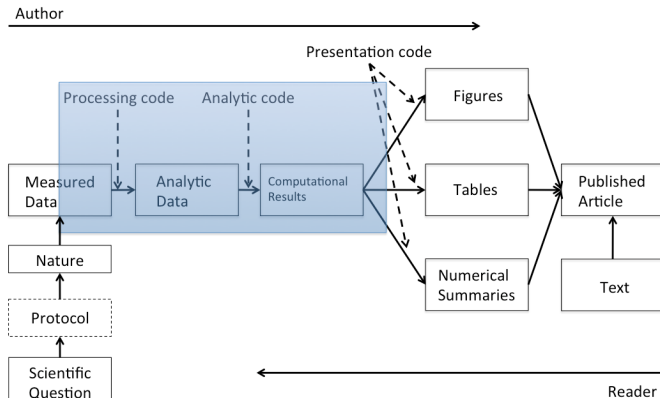 Author
Presentation code
Processing code
Analytic code
Figures
Measured
Data
Analytic
Data
Computational
Results
Tables
Published
Article
Nature
Numerical
Summaries
Text
Protocol
Scientific
Question
Reader